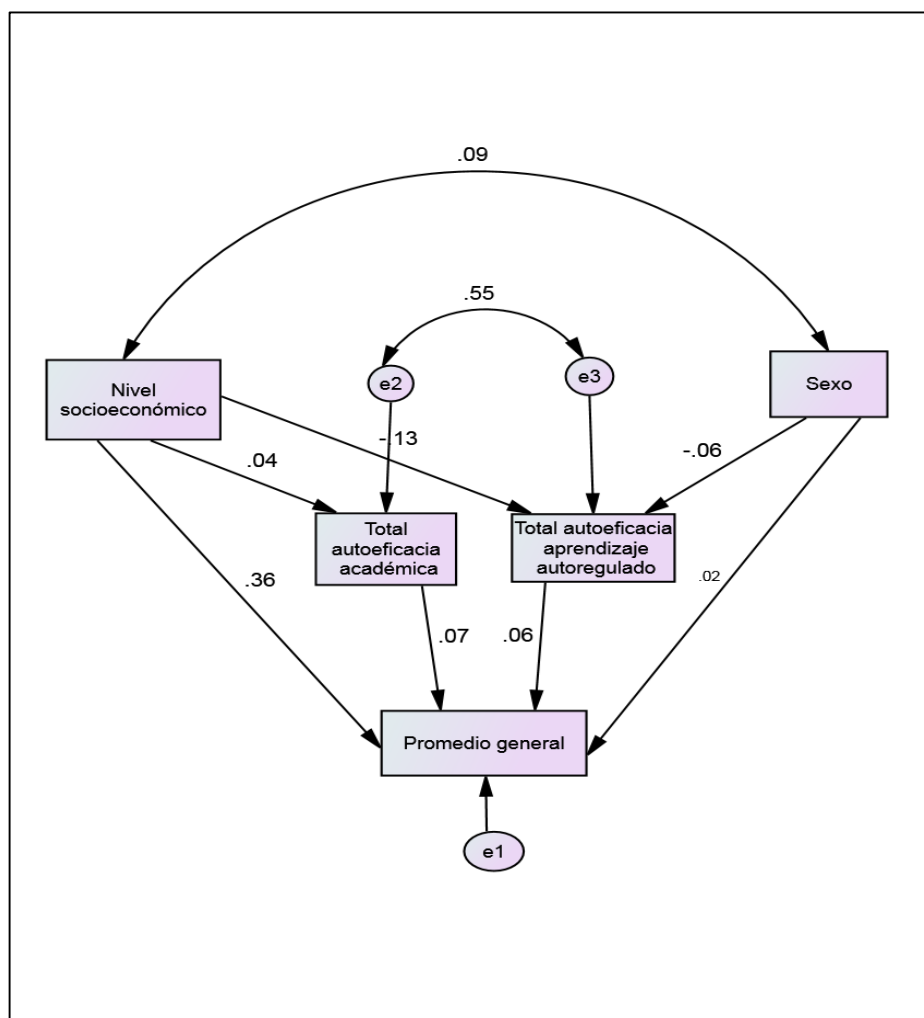 .09
.55
e2
e3
Nivel
socioeconómico
Sexo
-.13
-.06
.04
Total
autoeficacia
académica
Total autoeficacia
aprendizaje
autoregulado
.36
.02
.07
.06
Promedio general
e1